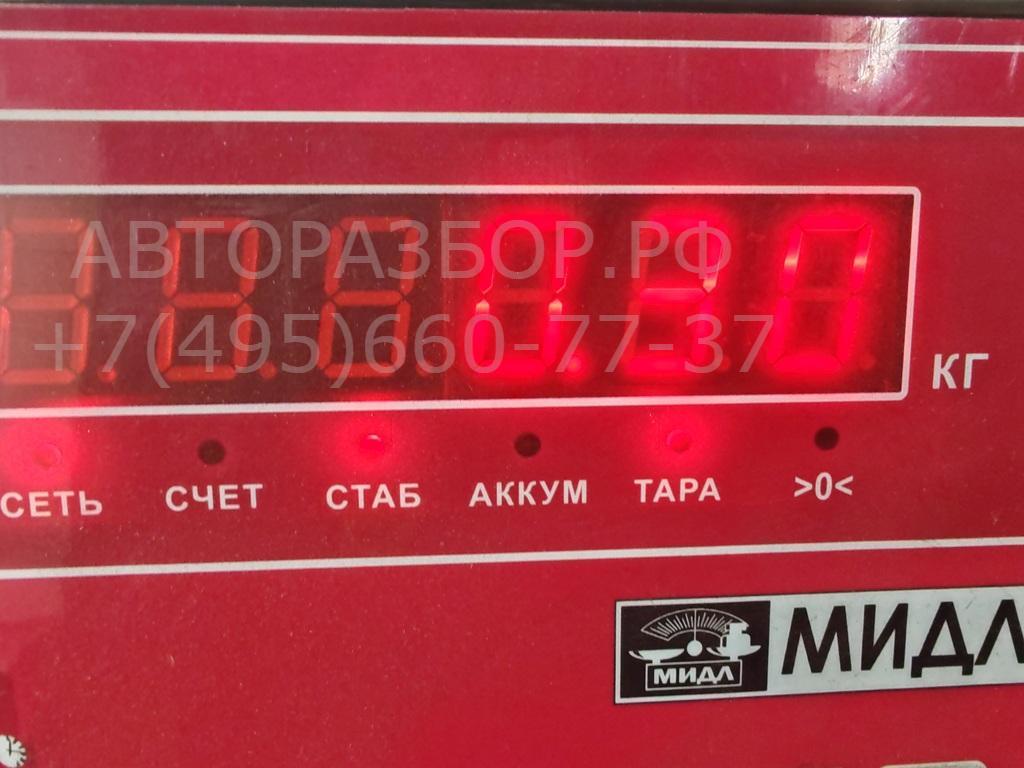 АВТОРАЗБОР.РФ
+7(495)660-77-37
КГ
СЕТЬ СЧЕТ СТАБ АККУМ ТАРА >0<
МИДЛ МИДЛ